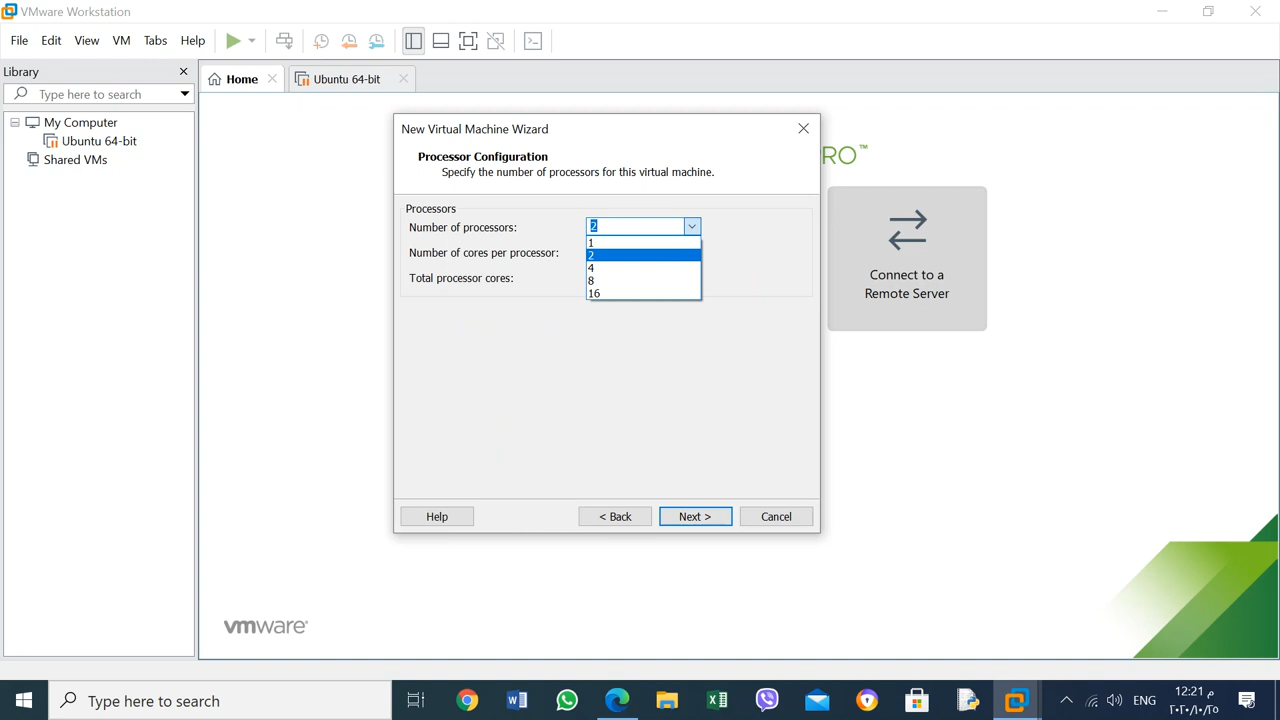 VMware Workstation
File Edit View VM Tabs Help
Library
Type here to search
My Computer
Ubuntu 64-bit
Shared VMs
Home
Ubuntu 64-bit
New Virtual Machine Wizard
Processor Configuration
Specify the number of processors for this virtual machine.
Processors
Number of processors:
2
1
2
4
8
16
Number of cores per processor:
Total processor cores:
Help
< Back
Next >
Cancel
RO™
Connect to a
Remote Server
vmware®
Type here to search
ENG
12:21 م
٢٠٢٠/١٠/٢٥